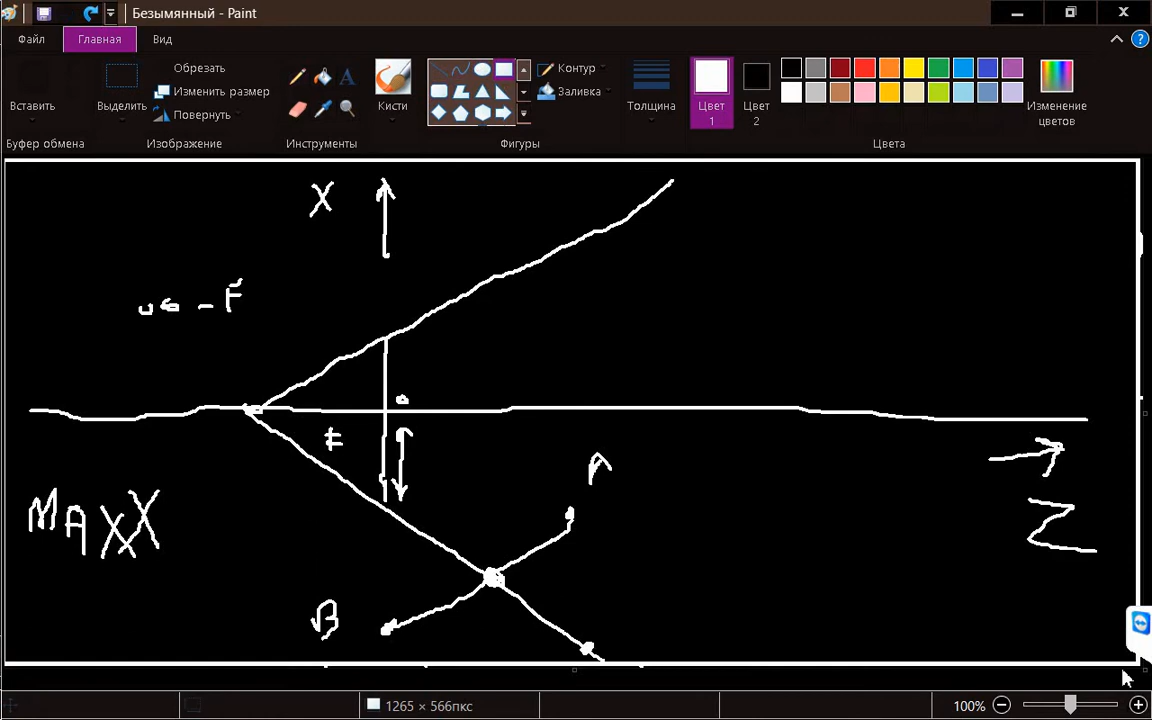 Безымянный - Paint
Файл
Главная
Вид
Вставить
Выделить
Обрезать
Изменить размер
Повернуть
Кисти
Контур
Заливка
Толщина
Цвет 1
Цвет 2
Изменение цветов
Буфер обмена
Изображение
Инструменты
Фигуры
Цвета
X
- F
A
MAXX
Z
B
1265 × 566пкс
100%